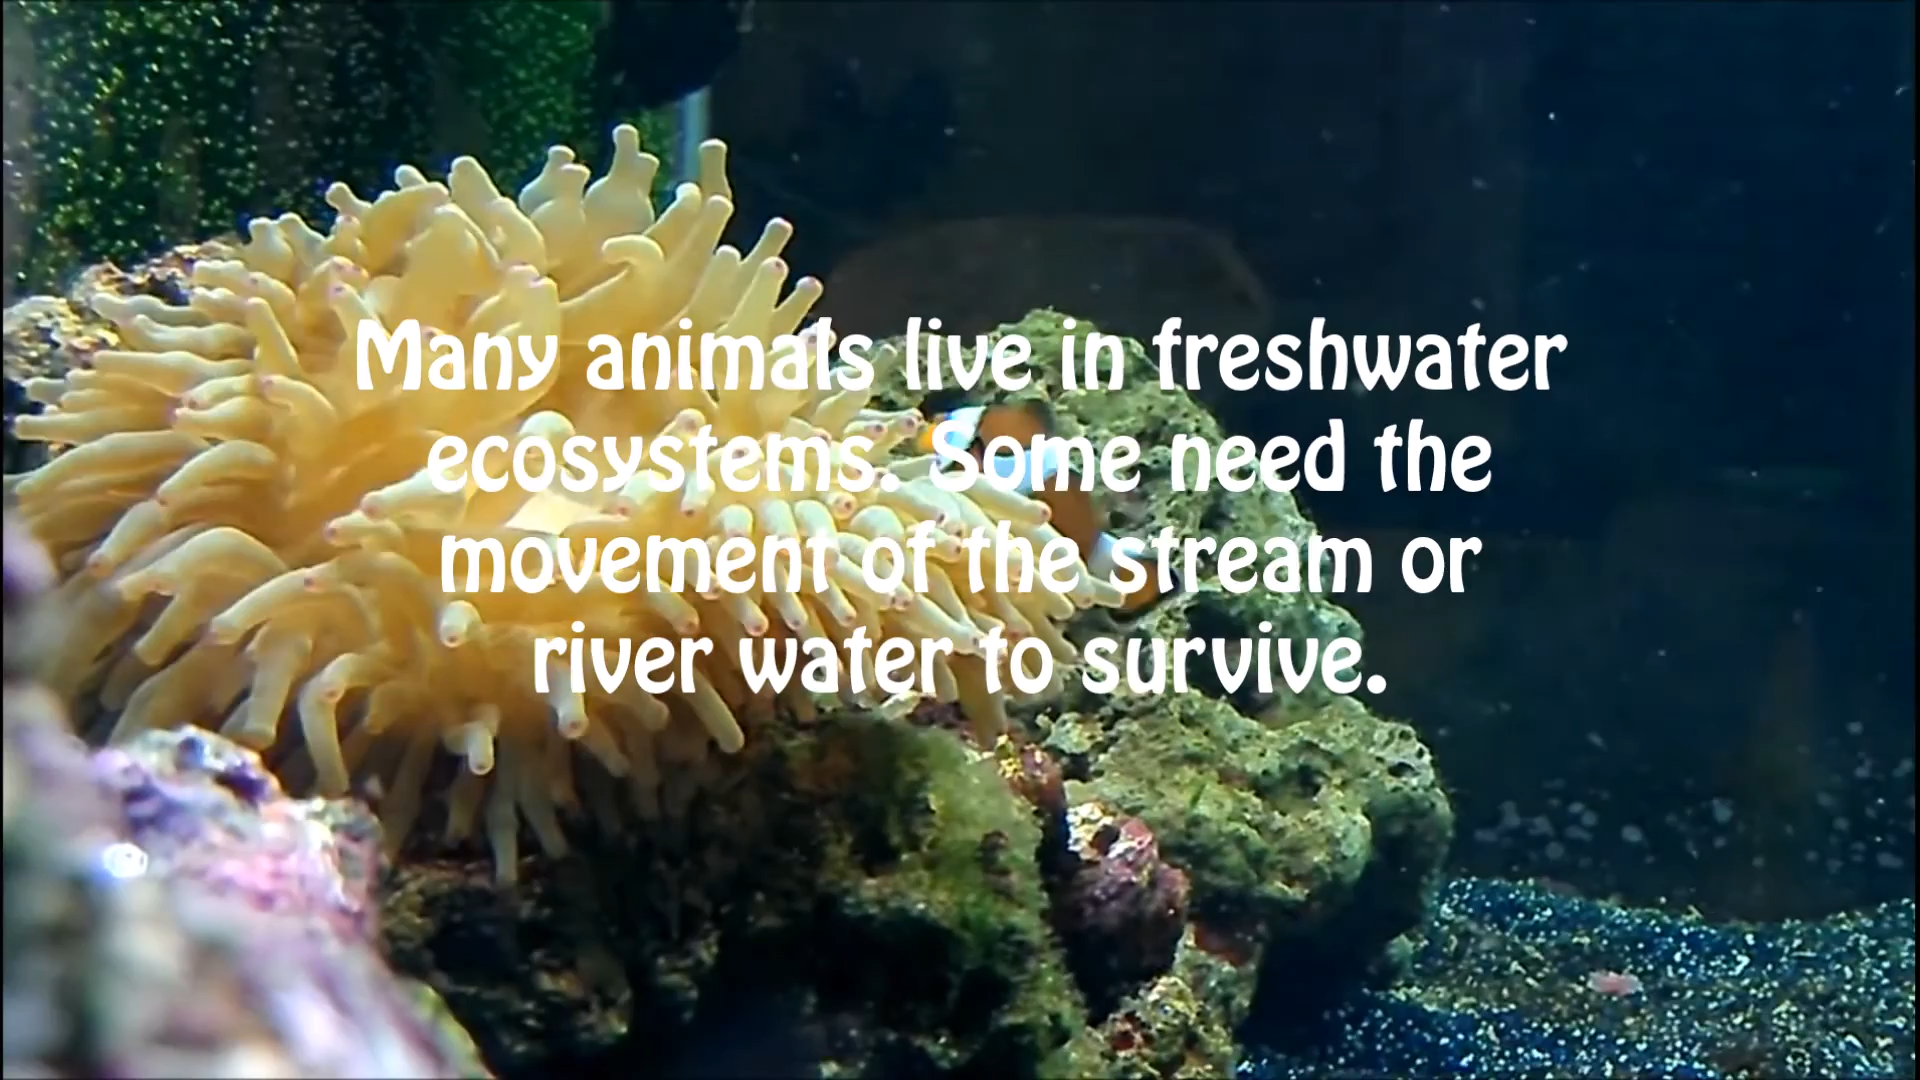 Many animals live in freshwater
ecosystems. Some need the
movement of the stream or
river water to survive.